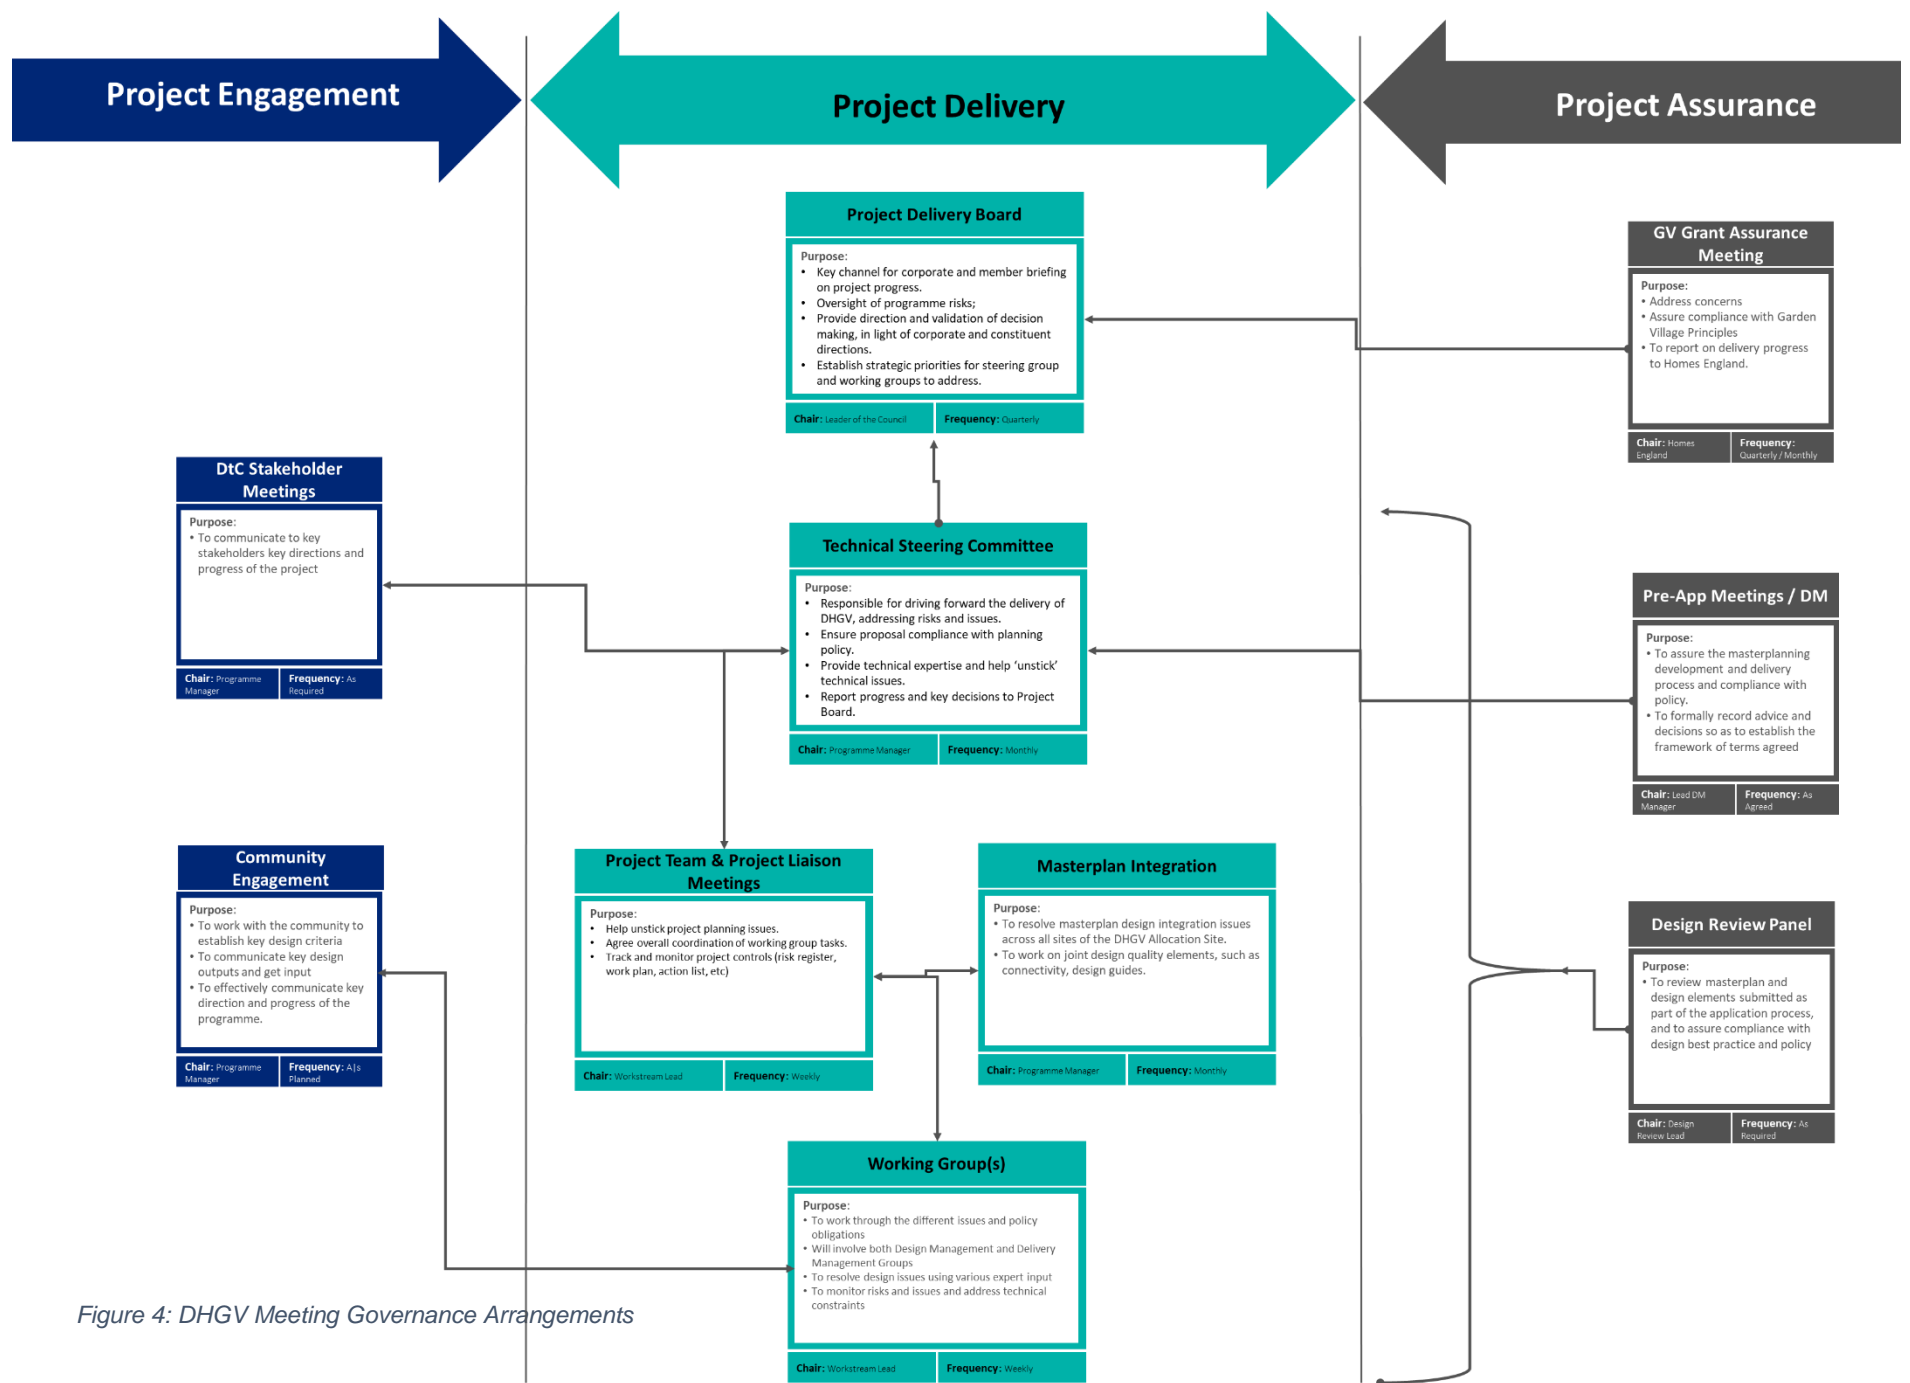 Project Engagement
Project Delivery
Project Assurance
Project Delivery Board
Purpose:
• Key channel for corporate and member briefing
on project progress.
• Oversight of programme risks;
• Provide direction and validation of decision
making, in light of corporate and constituent
directions.
• Establish strategic priorities for steering group
and working groups to address.
Chair: Leader of the Council
Frequency: Quarterly
GV Grant Assurance
Meeting
Purpose:
• Address concerns
• Assure compliance with Garden
Village Principles
• To report on delivery progress
to Homes England.
Chair: Homes
England
Frequency:
Quarterly / Monthly
DtC Stakeholder
Meetings
Purpose:
• To communicate to key
stakeholders key directions and
progress of the project
Chair: Programme
Manager
Frequency: As
Required
Technical Steering Committee
Purpose:
• Responsible for driving forward the delivery of
DHGV, addressing risks and issues.
• Ensure proposal compliance with planning
policy.
• Provide technical expertise and help ‘unstick’
technical issues.
• Report progress and key decisions to Project
Board.
Chair: Programme Manager
Frequency: Monthly
Pre-App Meetings / DM
Purpose:
• To assure the masterplanning
development and delivery
process and compliance with
policy.
• To formally record advice and
decisions so as to establish the
framework of terms agreed
Chair: Lead DM
Manager
Frequency: As
Agreed
Community
Engagement
Purpose:
• To work with the community to
establish key design criteria
• To communicate key design
outputs and get input
• To effectively communicate key
direction and progress of the
programme.
Chair: Programme
Manager
Frequency: A|s
Planned
Project Team & Project Liaison
Meetings
Purpose:
• Help unstick project planning issues.
• Agree overall coordination of working group tasks.
• Track and monitor project controls (risk register,
work plan, action list, etc)
Chair: Workstream Lead
Frequency: Weekly
Masterplan Integration
Purpose:
• To resolve masterplan design integration issues
across all sites of the DHGV Allocation Site.
• To work on joint design quality elements, such as
connectivity, design guides.
Chair: Programme Manager
Frequency: Monthly
Design Review Panel
Purpose:
• To review masterplan and
design elements submitted as
part of the application process,
and to assure compliance with
design best practice and policy
Chair: Design
Review Lead
Frequency: As
Required
Working Group(s)
Purpose:
• To work through the different issues and policy
obligations
• Will involve both Design Management and Delivery
Management Groups
• To resolve design issues using various expert input
• To monitor risks and issues and address technical
constraints
Chair: Workstream Lead
Frequency: Weekly
Figure 4: DHGV Meeting Governance Arrangements